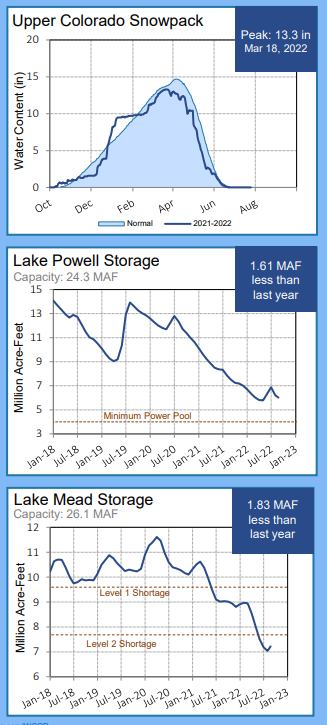 Upper Colorado Snowpack
Peak: 13.3 in
Mar 18, 2022
Water Content (in)
20
15
10
5
0
Oct
Dec
Feb
Apr
Jun
Aug
Normal
2021-2022
Lake Powell Storage
Capacity: 24.3 MAF
1.61 MAF
less than
last year
Million Acre-Feet
15
13
11
9
7
5
3
Minimum Power Pool
Jan-18
Jul-18
Jan-19
Jul-19
Jan-20
Jul-20
Jan-21
Jul-21
Jan-22
Jul-22
Jan-23
Lake Mead Storage
Capacity: 26.1 MAF
1.83 MAF
less than
last year
Million Acre-Feet
12
11
10
9
8
7
6
Level 1 Shortage
Level 2 Shortage
Jan-18
Jul-18
Jan-19
Jul-19
Jan-20
Jul-20
Jan-21
Jul-21
Jan-22
Jul-22
Jan-23